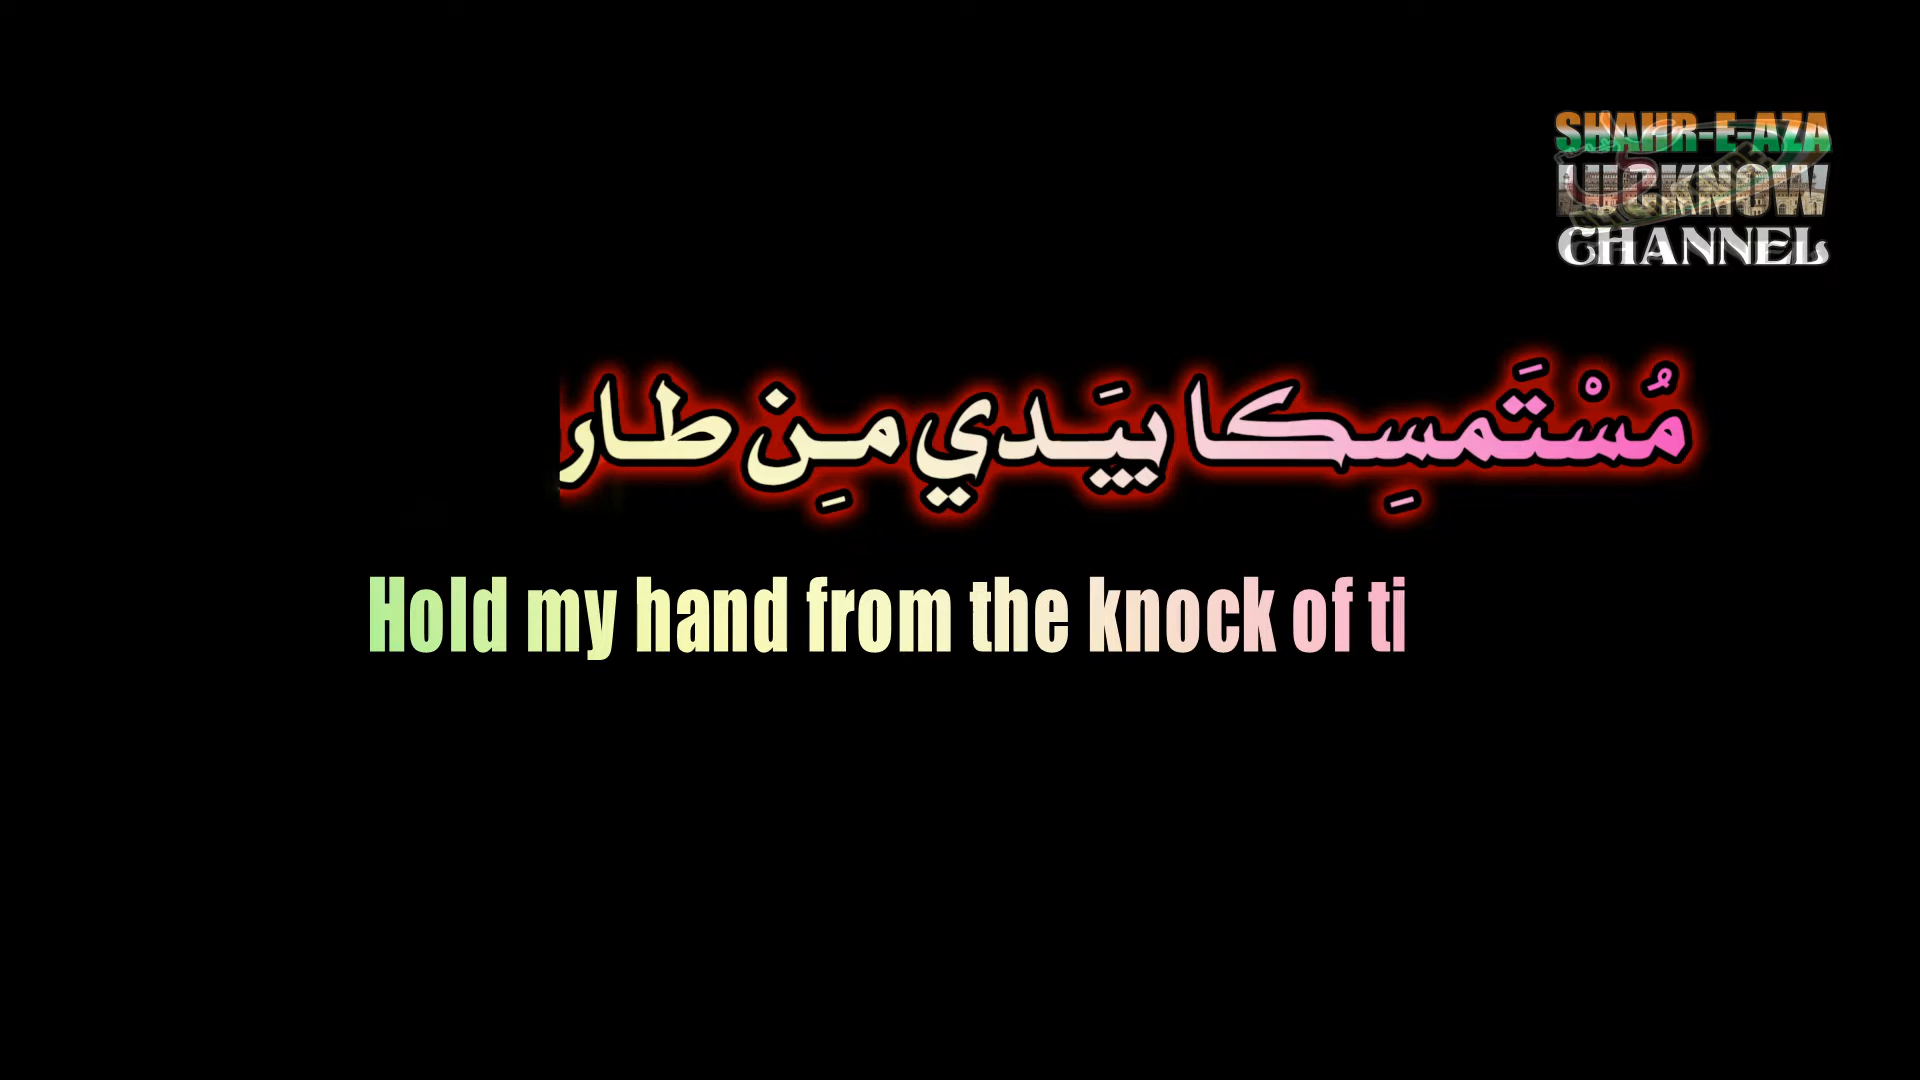 SHAHR-E-AZA
LUCKNOW
CHANNEL
مُسْتَمسِكا بيَدي مِن طار
Hold my hand from the knock of ti